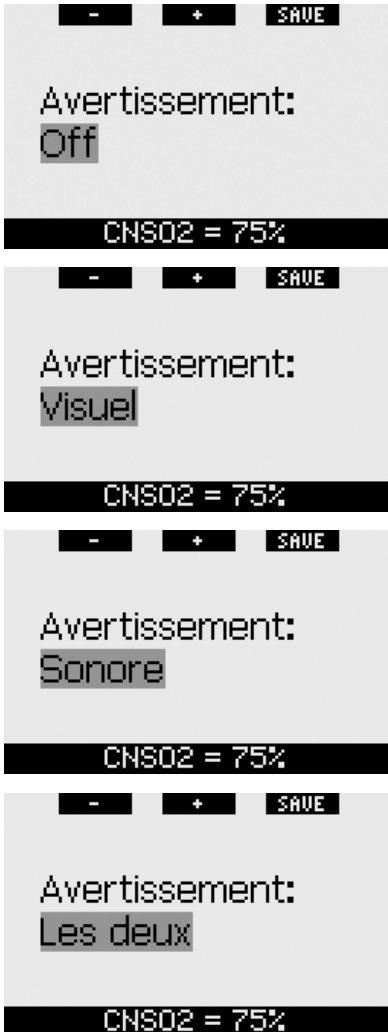 - + SAVE
Avertissement:
Off
CNSO2 = 75%
- + SAVE
Avertissement:
Visuel
CNSO2 = 75%
- + SAVE
Avertissement:
Sonore
CNSO2 = 75%
- + SAVE
Avertissement:
Les deux
CNSO2 = 75%